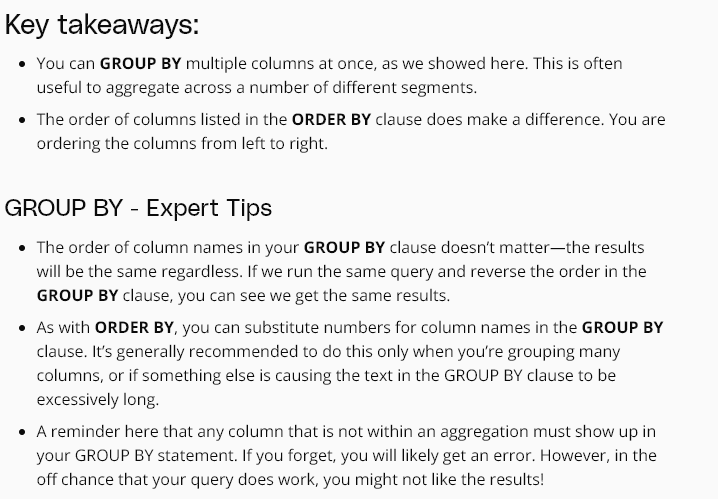 Key takeaways:
• You can GROUP BY multiple columns at once, as we showed here. This is often
useful to aggregate across a number of different segments.
• The order of columns listed in the ORDER BY clause does make a difference. You are
ordering the columns from left to right.
GROUP BY - Expert Tips
• The order of column names in your GROUP BY clause doesn't matter—the results
will be the same regardless. If we run the same query and reverse the order in the
GROUP BY clause, you can see we get the same results.
• As with ORDER BY, you can substitute numbers for column names in the GROUP BY
clause. It's generally recommended to do this only when you're grouping many
columns, or if something else is causing the text in the GROUP BY clause to be
excessively long.
• A reminder here that any column that is not within an aggregation must show up in
your GROUP BY statement. If you forget, you will likely get an error. However, in the
off chance that your query does work, you might not like the results!